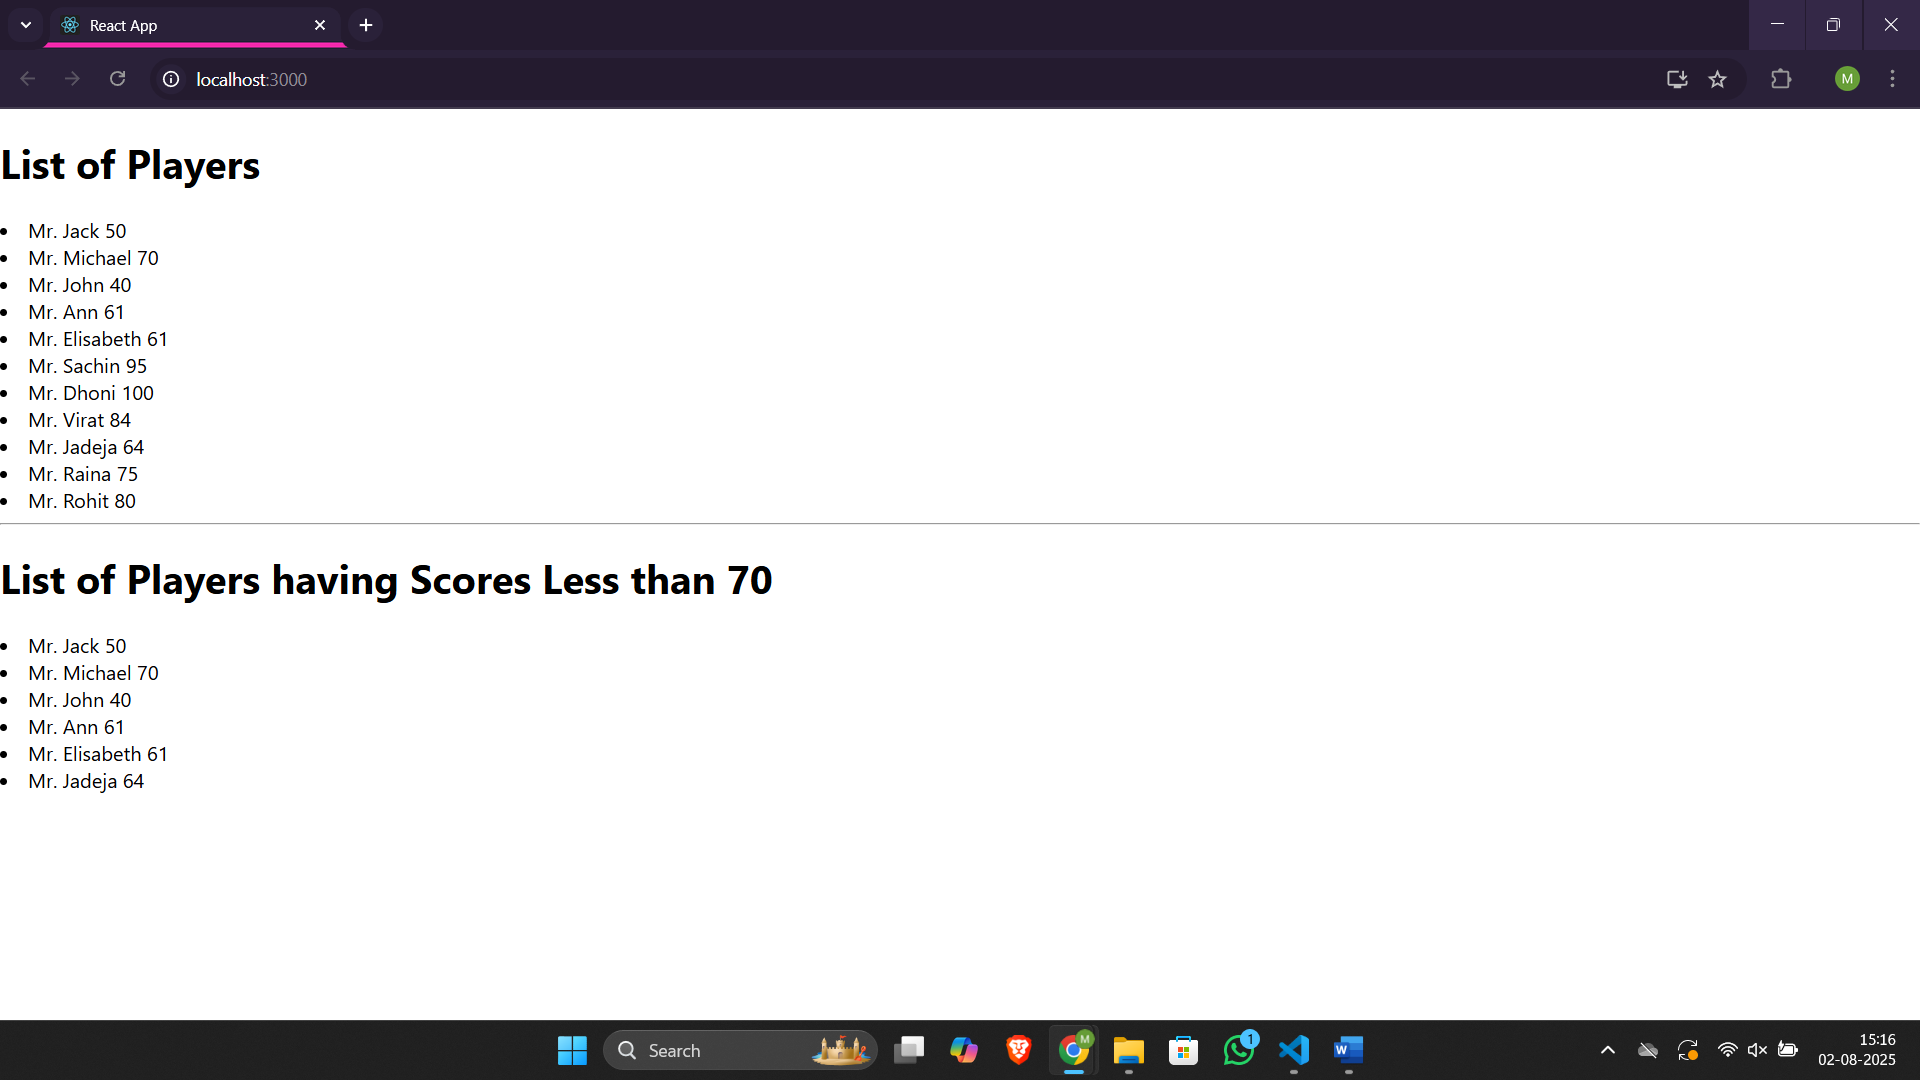 React App
localhost:3000
M
List of Players
Mr. Jack 50
Mr. Michael 70
Mr. John 40
Mr. Ann 61
Mr. Elisabeth 61
Mr. Sachin 95
Mr. Dhoni 100
Mr. Virat 84
Mr. Jadeja 64
Mr. Raina 75
Mr. Rohit 80
List of Players having Scores Less than 70
Mr. Jack 50
Mr. Michael 70
Mr. John 40
Mr. Ann 61
Mr. Elisabeth 61
Mr. Jadeja 64
Search
M
1
W
15:16
02-08-2025